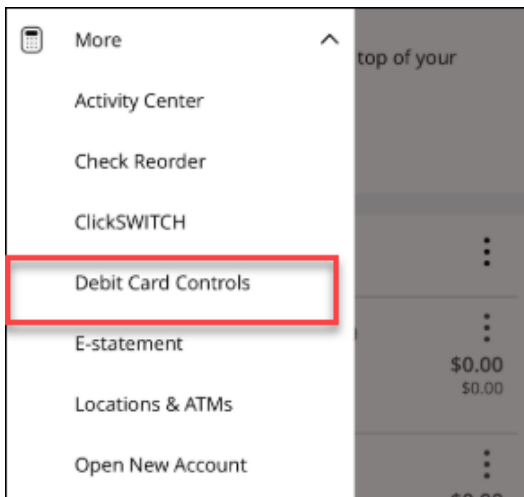 More
top of your
Activity Center
Check Reorder
ClickSWITCH
Debit Card Controls
E-statement
$0.00
$0.00
Locations & ATMs
Open New Account